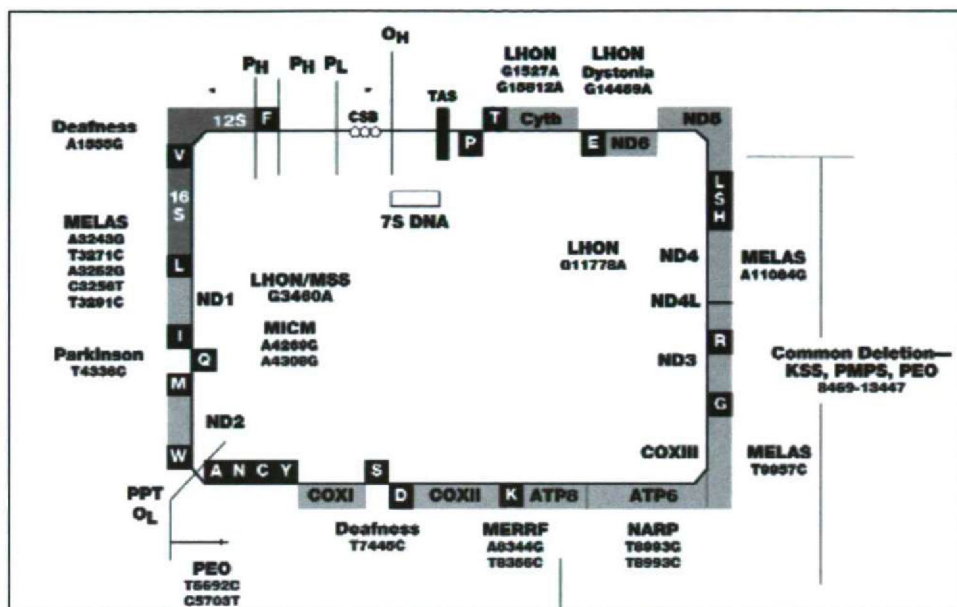 OH
PH PH PL
LHON
G1527A
G15812A
LHON
Dystonia
G14459A
TAS
CSB
12S F T Cytb ND5
P E ND6
Deafness
A1555G
V
16S
7S DNA
LSH
MELAS
A3243G
T3271C
A3252G
C3256T
T3291C
L
LHON
G11778A
ND4
MELAS
A11084G
ND1
LHON/MSS
G3460A
ND4L
MICM
A4269G
A4308G
I
Q
R
ND3
Parkinson
T4336C
Common Deletion—
KSS, PMPS, PEO
8469-13447
M
G
ND2
W
COXIII
MELAS
T9957C
A N C Y S
COXI D COXII K ATP8 ATP6
PPT
OL
Deafness
T7445C
MERRF
A8344G
T8356C
NARP
T8993G
T8993C
PEO
T5692C
C5703T